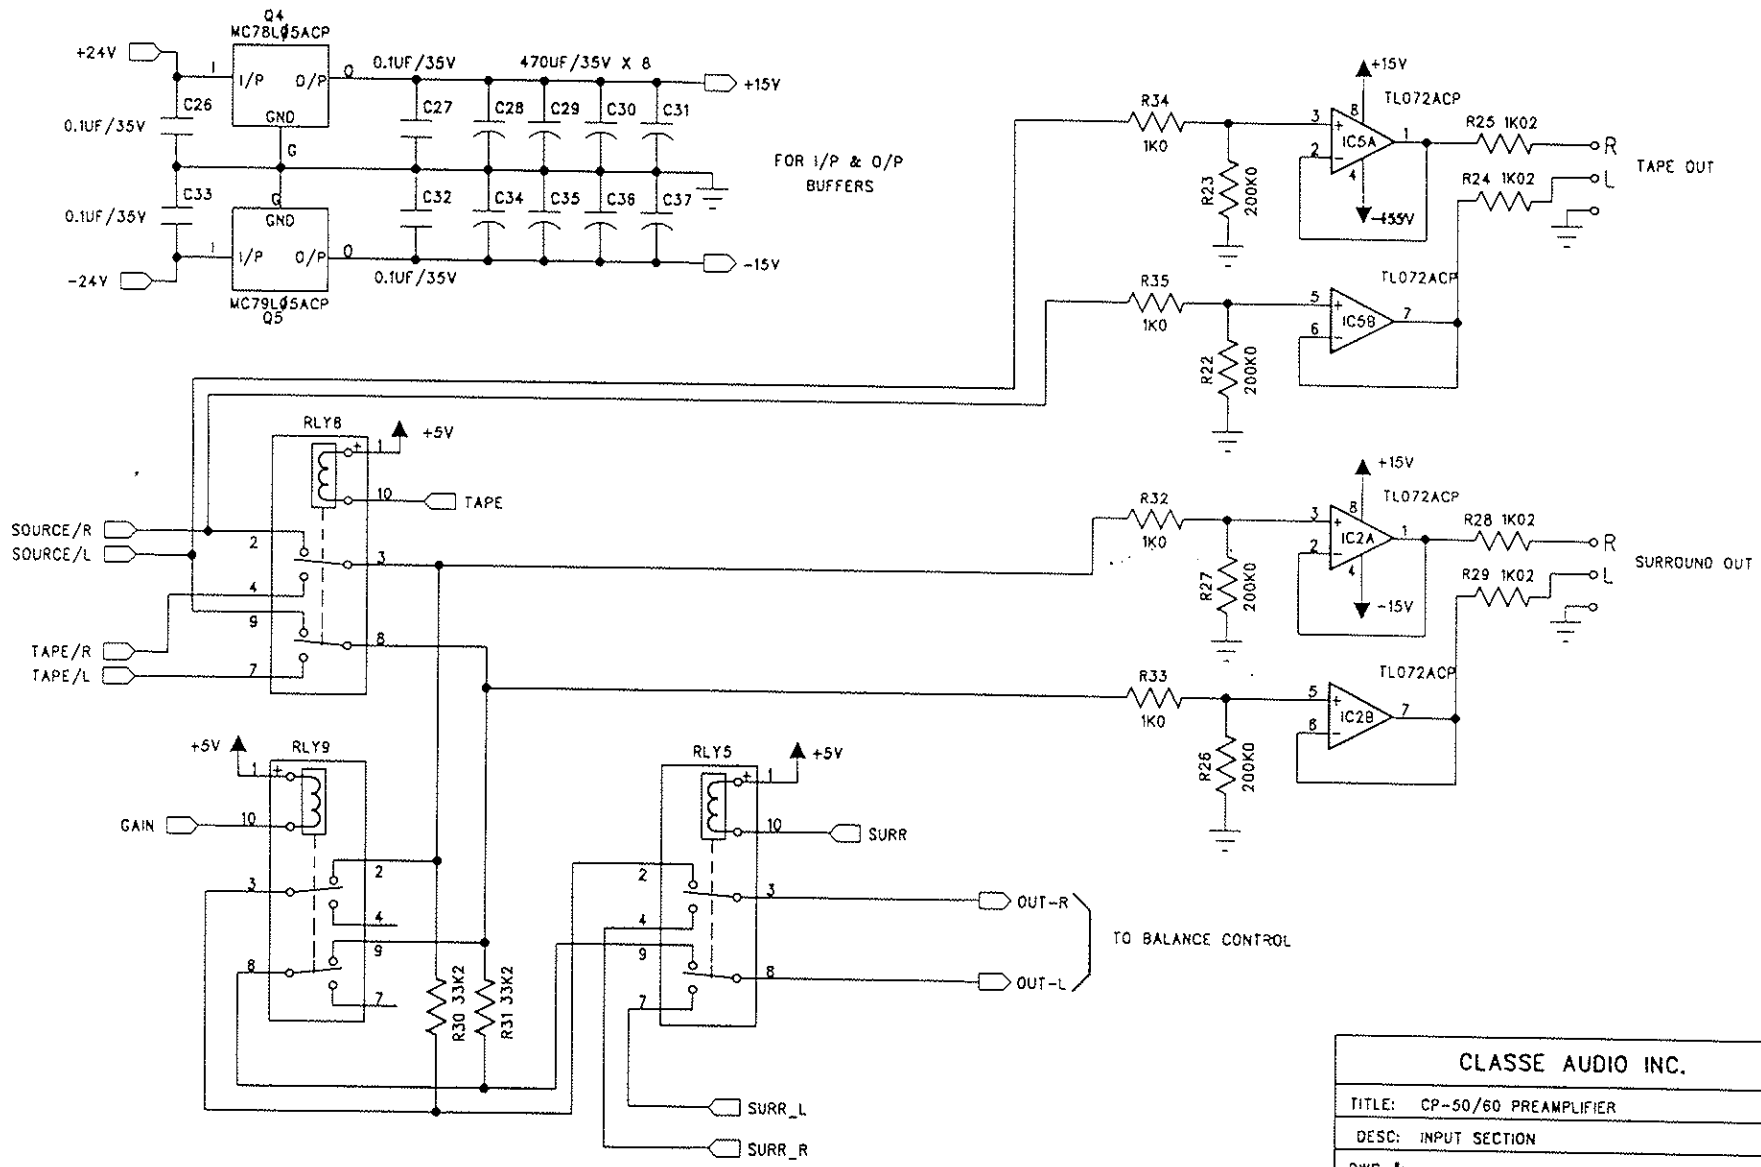 Q4
MC78L05ACP
+24V
1
I/P
O/P
O
GND
G
C26
0.1UF/35V
0.1UF/35V
470UF/35V X 8
+15V
C27
C28
C29
C30
C31
FOR I/P & O/P
BUFFERS
C33
0.1UF/35V
G
GND
1
I/P
O/P
O
-24V
MC79L05ACP
Q5
C32
C34
C35
C36
C37
0.1UF/35V
-15V
R34
1K0
R23
200K0
3
+
2
-
IC5A
8
+15V
TL072ACP
1
4
R25 1K02
R
R24 1K02
L
TAPE OUT
R35
1K0
R22
200K0
5
+
6
-
IC5B
TL072ACP
7
RLY8
+
1
+5V
10
TAPE
SOURCE/R
SOURCE/L
2
3
4
9
8
7
TAPE/R
TAPE/L
R32
1K0
R27
200K0
3
+
2
-
IC2A
8
+15V
TL072ACP
1
4
-15V
R28 1K02
R
R29 1K02
L
SURROUND OUT
R33
1K0
R26
200K0
5
+
6
-
IC2B
TL072ACP
7
+5V
RLY9
1
+
GAIN
10
2
3
4
9
8
7
R30 33K2
R31 33K2
RLY5
+
1
+5V
10
SURR
2
3
OUT-R
4
9
8
OUT-L
7
TO BALANCE CONTROL
SURR_L
SURR_R
CLASSE AUDIO INC.
TITLE: CP-50/60 PREAMPLIFIER
DESC: INPUT SECTION